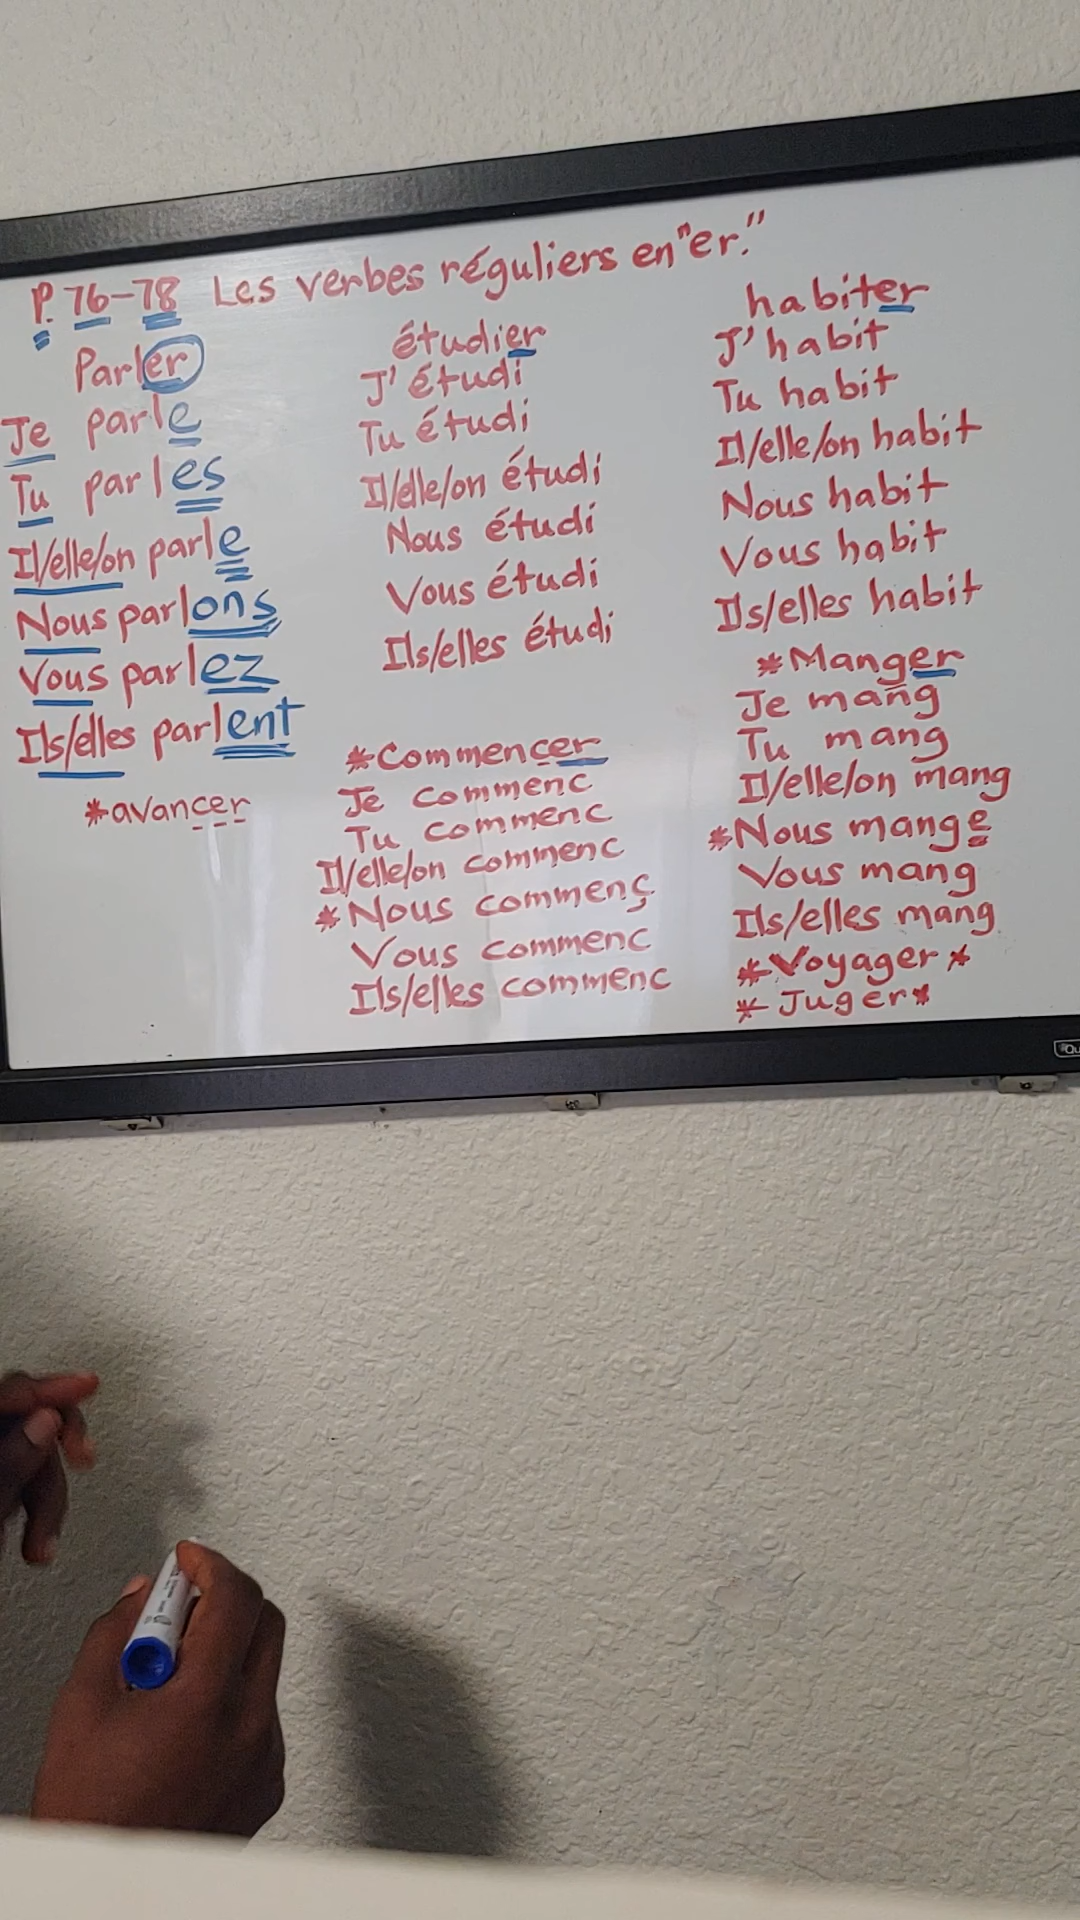 P. 76-78 Les verbes réguliers en "er."
Parler
Je parle
Tu parles
Il/elle/on parle
Nous parlons
Vous parlez
Ils/elles parlent
*avancer
étudier
J'étudi
Tu étudi
Il/elle/on étudi
Nous étudi
Vous étudi
Ils/elles étudi
*Commencer
Je commenc
Tu commenc
Il/elle/on commenc
*Nous commenç
Vous commenc
Ils/elles commenc
habiter
J'habit
Tu habit
Il/elle/on habit
Nous habit
Vous habit
Ils/elles habit
*Manger
Je mang
Tu mang
Il/elle/on mang
*Nous mange
Vous mang
Ils/elles mang
*Voyager*
*Juger*